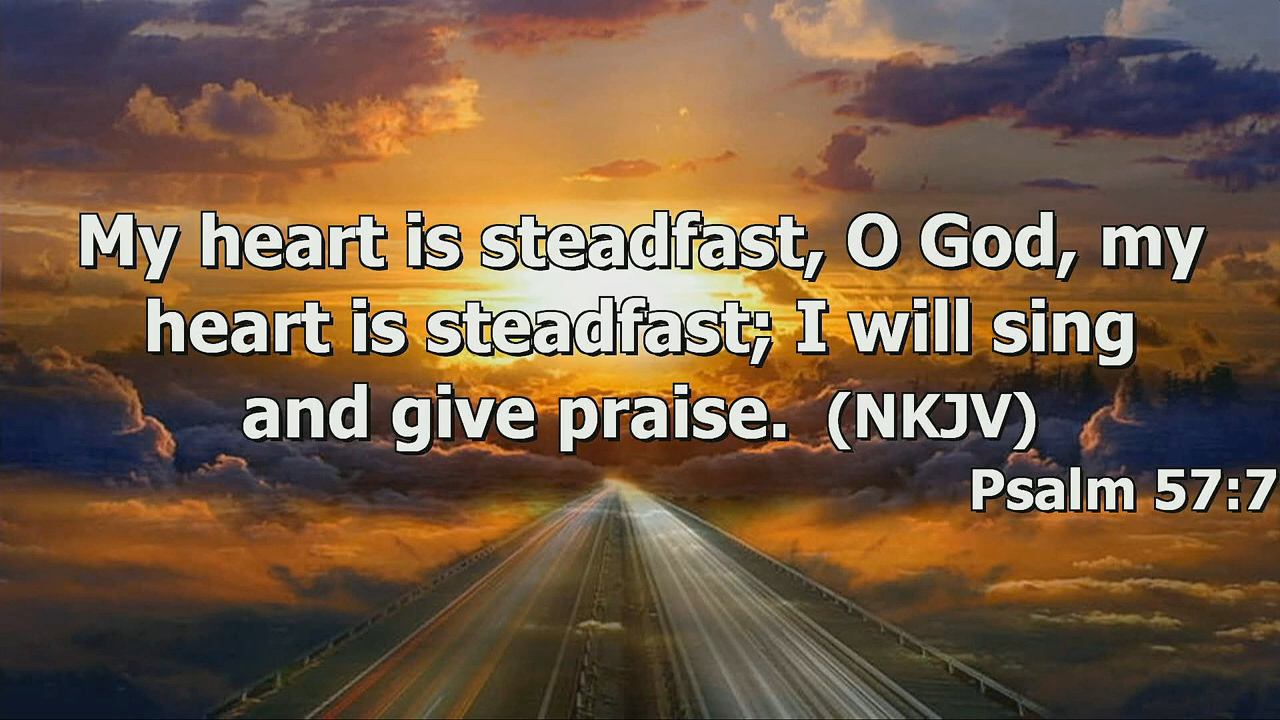 My heart is steadfast, O God, my
heart is steadfast; I will sing
and give praise. (NKJV)
Psalm 57:7